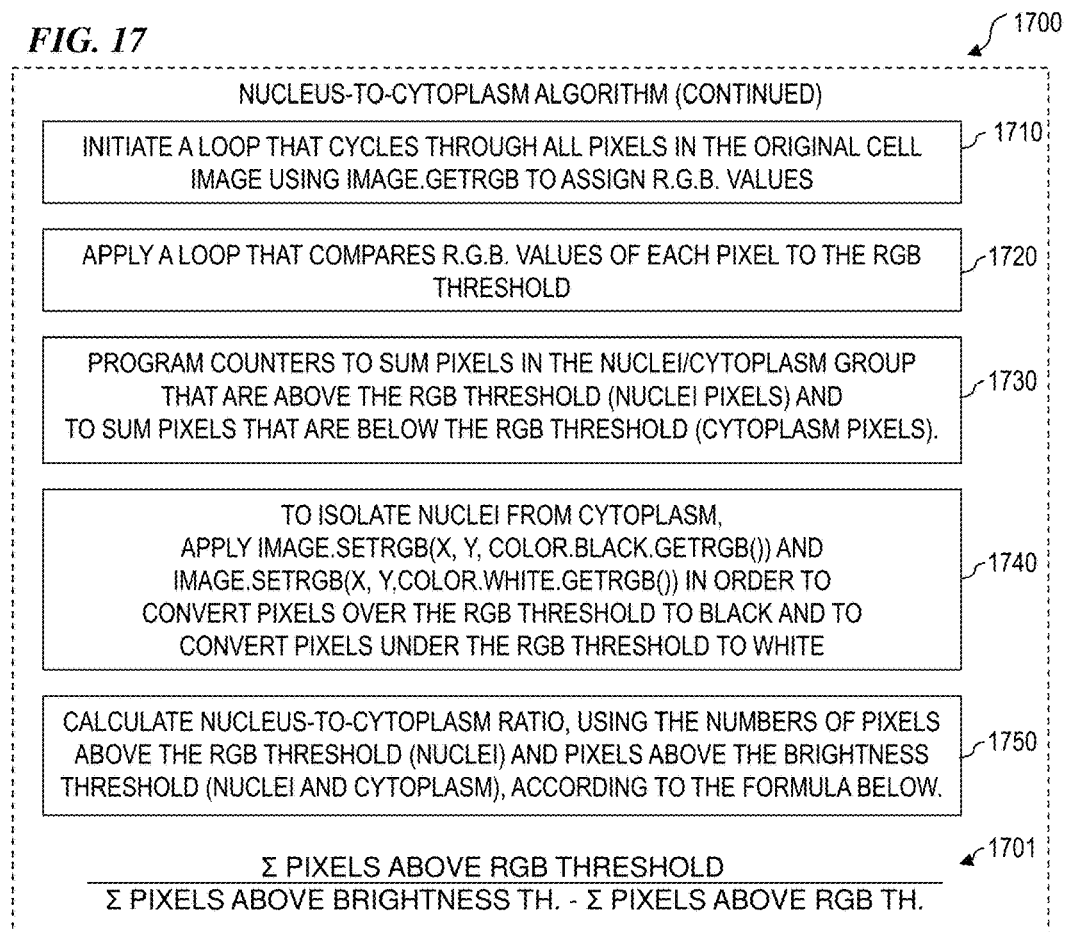 FIG. 17
1700
NUCLEUS-TO-CYTOPLASM ALGORITHM (CONTINUED)
INITIATE A LOOP THAT CYCLES THROUGH ALL PIXELS IN THE ORIGINAL CELL
IMAGE USING IMAGE.GETRGB TO ASSIGN R.G.B. VALUES
1710
APPLY A LOOP THAT COMPARES R.G.B. VALUES OF EACH PIXEL TO THE RGB
THRESHOLD
1720
PROGRAM COUNTERS TO SUM PIXELS IN THE NUCLEI/CYTOPLASM GROUP
THAT ARE ABOVE THE RGB THRESHOLD (NUCLEI PIXELS) AND
TO SUM PIXELS THAT ARE BELOW THE RGB THRESHOLD (CYTOPLASM PIXELS).
1730
TO ISOLATE NUCLEI FROM CYTOPLASM,
APPLY IMAGE.SETRGB(X, Y, COLOR.BLACK.GETRGB()) AND
IMAGE.SETRGB(X, Y,COLOR.WHITE.GETRGB()) IN ORDER TO
CONVERT PIXELS OVER THE RGB THRESHOLD TO BLACK AND TO
CONVERT PIXELS UNDER THE RGB THRESHOLD TO WHITE
1740
CALCULATE NUCLEUS-TO-CYTOPLASM RATIO, USING THE NUMBERS OF PIXELS
ABOVE THE RGB THRESHOLD (NUCLEI) AND PIXELS ABOVE THE BRIGHTNESS
THRESHOLD (NUCLEI AND CYTOPLASM), ACCORDING TO THE FORMULA BELOW.
1750
Σ PIXELS ABOVE RGB THRESHOLD
1701
Σ PIXELS ABOVE BRIGHTNESS TH. - Σ PIXELS ABOVE RGB TH.